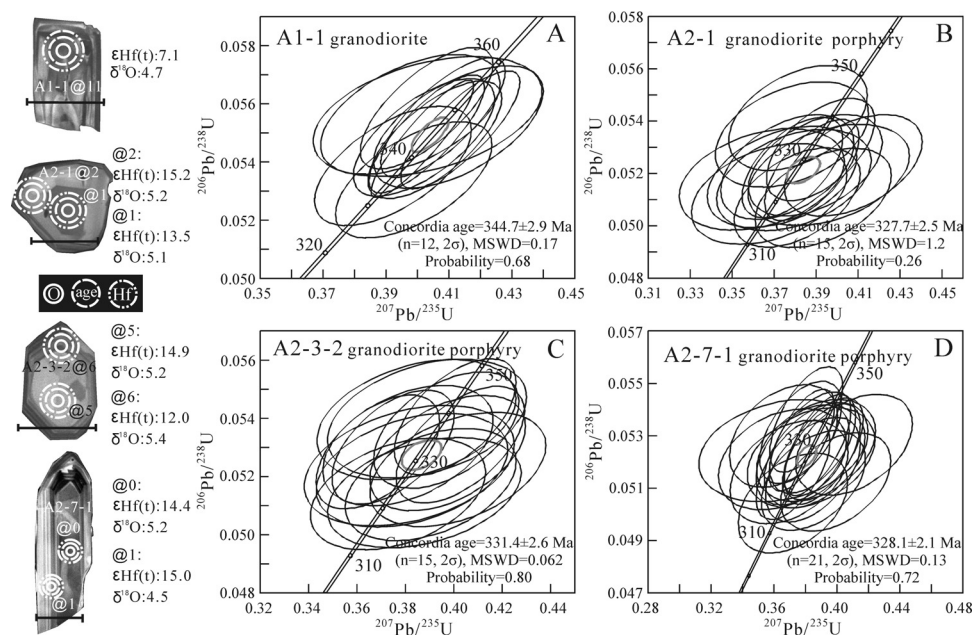 εHf(t):7.1
δ¹⁸O:4.7
A1-1@11
@2:
εHf(t):15.2
δ¹⁸O:5.2
@1:
εHf(t):13.5
δ¹⁸O:5.1
A2-1@2
@1
O age Hf
@5:
εHf(t):14.9
δ¹⁸O:5.2
@6:
εHf(t):12.0
δ¹⁸O:5.4
A2-3-2@6
@5
@0:
εHf(t):14.4
δ¹⁸O:5.2
@1:
εHf(t):15.0
δ¹⁸O:4.5
A2-7-1
@0
@1
A1-1 granodiorite A
360
340
320
0.058
0.056
0.054
0.052
0.050
²⁰⁶Pb/²³⁸U
Concordia age=344.7±2.9 Ma
(n=12, 2σ), MSWD=0.17
Probability=0.68
0.35 0.37 0.39 0.41 0.43 0.45
²⁰⁷Pb/²³⁵U
A2-1 granodiorite porphyry B
350
330
310
0.058
0.056
0.054
0.052
0.050
0.048
²⁰⁶Pb/²³⁸U
Concordia age=327.7±2.5 Ma
(n=15, 2σ), MSWD=1.2
Probability=0.26
0.31 0.33 0.35 0.37 0.39 0.41 0.43 0.45
²⁰⁷Pb/²³⁵U
A2-3-2 granodiorite porphyry C
350
330
310
0.056
0.054
0.052
0.050
0.048
²⁰⁶Pb/²³⁸U
Concordia age=331.4±2.6 Ma
(n=15, 2σ), MSWD=0.062
Probability=0.80
0.32 0.34 0.36 0.38 0.40 0.42 0.44
²⁰⁷Pb/²³⁵U
A2-7-1 granodiorite porphyry D
350
330
310
0.057
0.055
0.053
0.051
0.049
0.047
²⁰⁶Pb/²³⁸U
Concordia age=328.1±2.1 Ma
(n=21, 2σ), MSWD=0.13
Probability=0.72
0.28 0.32 0.36 0.40 0.44 0.48
²⁰⁷Pb/²³⁵U